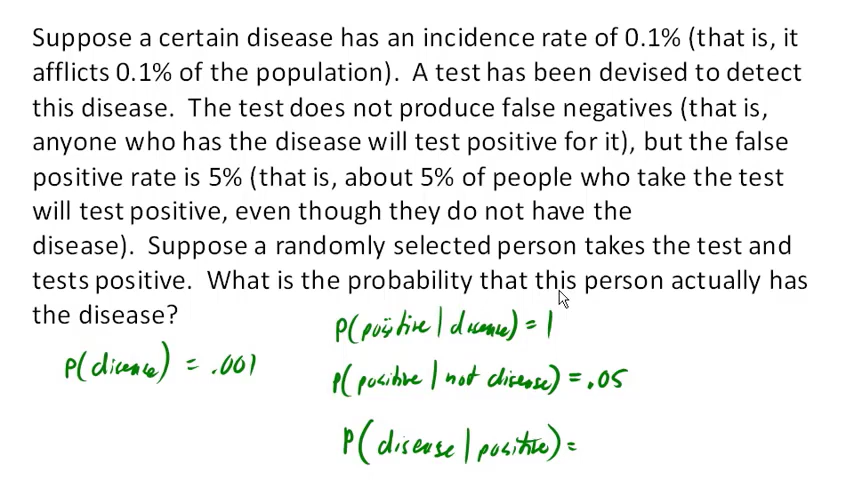 Suppose a certain disease has an incidence rate of 0.1% (that is, it
afflicts 0.1% of the population).  A test has been devised to detect
this disease.  The test does not produce false negatives (that is,
anyone who has the disease will test positive for it), but the false
positive rate is 5% (that is, about 5% of people who take the test
will test positive, even though they do not have the
disease).  Suppose a randomly selected person takes the test and
tests positive.  What is the probability that this person actually has
the disease?
P(positive | disease) = 1
P(disease) = .001
P(positive | not disease) = .05
P(disease | positive) =